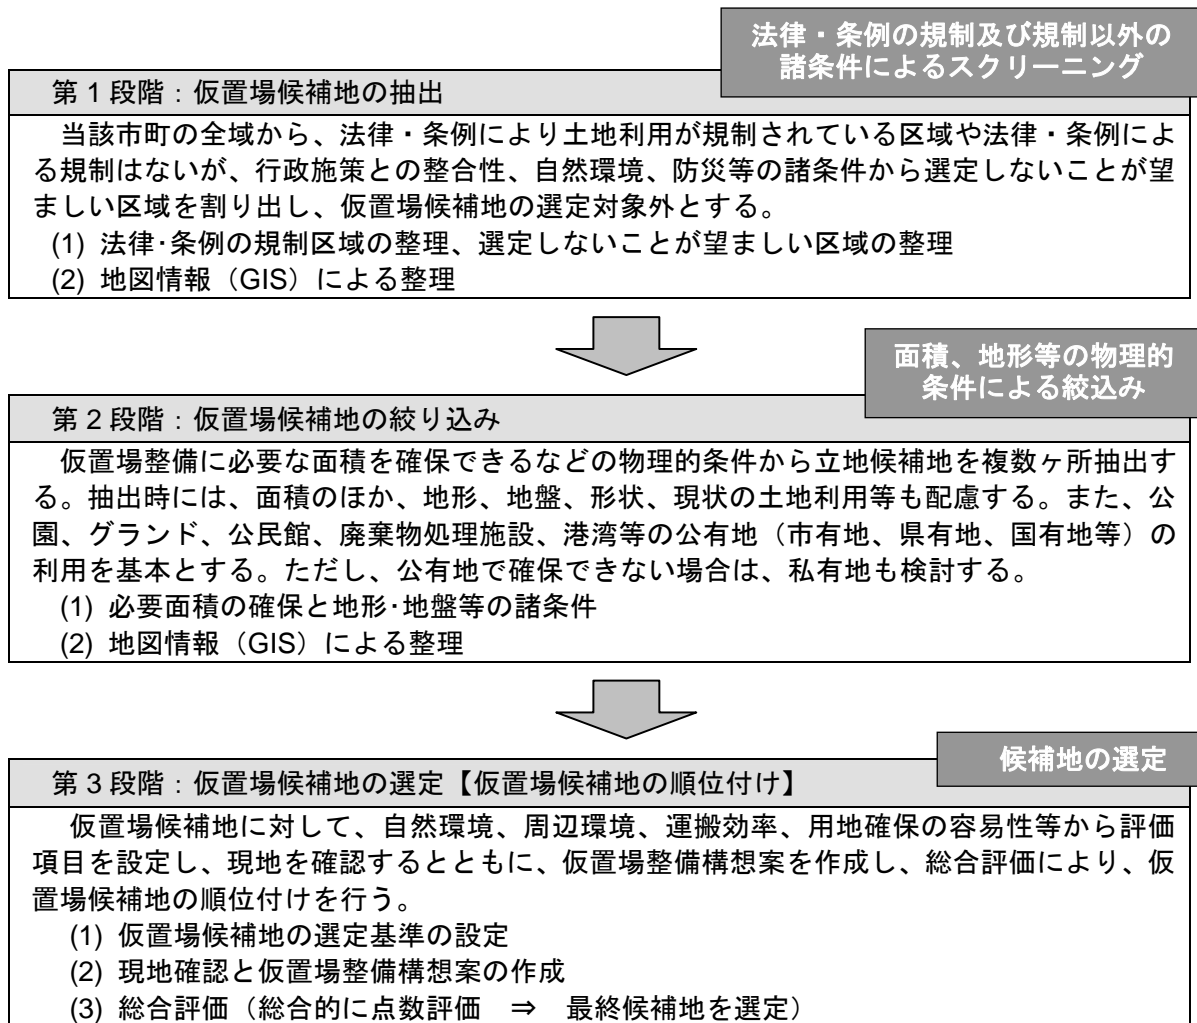 法律・条例の規制及び規制以外の
諸条件によるスクリーニング
第1段階：仮置場候補地の抽出
当該市町の全域から、法律・条例により土地利用が規制されている区域や法律・条例によ
る規制はないが、行政施策との整合性、自然環境、防災等の諸条件から選定しないことが望
ましい区域を割り出し、仮置場候補地の選定対象外とする。
(1) 法律･条例の規制区域の整理、選定しないことが望ましい区域の整理
(2) 地図情報（GIS）による整理
面積、地形等の物理的
条件による絞込み
第2段階：仮置場候補地の絞り込み
仮置場整備に必要な面積を確保できるなどの物理的条件から立地候補地を複数ヶ所抽出す
る。抽出時には、面積のほか、地形、地盤、形状、現状の土地利用等も配慮する。また、公
園、グランド、公民館、廃棄物処理施設、港湾等の公有地（市有地、県有地、国有地等）の
利用を基本とする。ただし、公有地で確保できない場合は、私有地も検討する。
(1) 必要面積の確保と地形･地盤等の諸条件
(2) 地図情報（GIS）による整理
候補地の選定
第3段階：仮置場候補地の選定【仮置場候補地の順位付け】
仮置場候補地に対して、自然環境、周辺環境、運搬効率、用地確保の容易性等から評価
項目を設定し、現地を確認するとともに、仮置場整備構想案を作成し、総合評価により、仮
置場候補地の順位付けを行う。
(1) 仮置場候補地の選定基準の設定
(2) 現地確認と仮置場整備構想案の作成
(3) 総合評価（総合的に点数評価　⇒　最終候補地を選定）